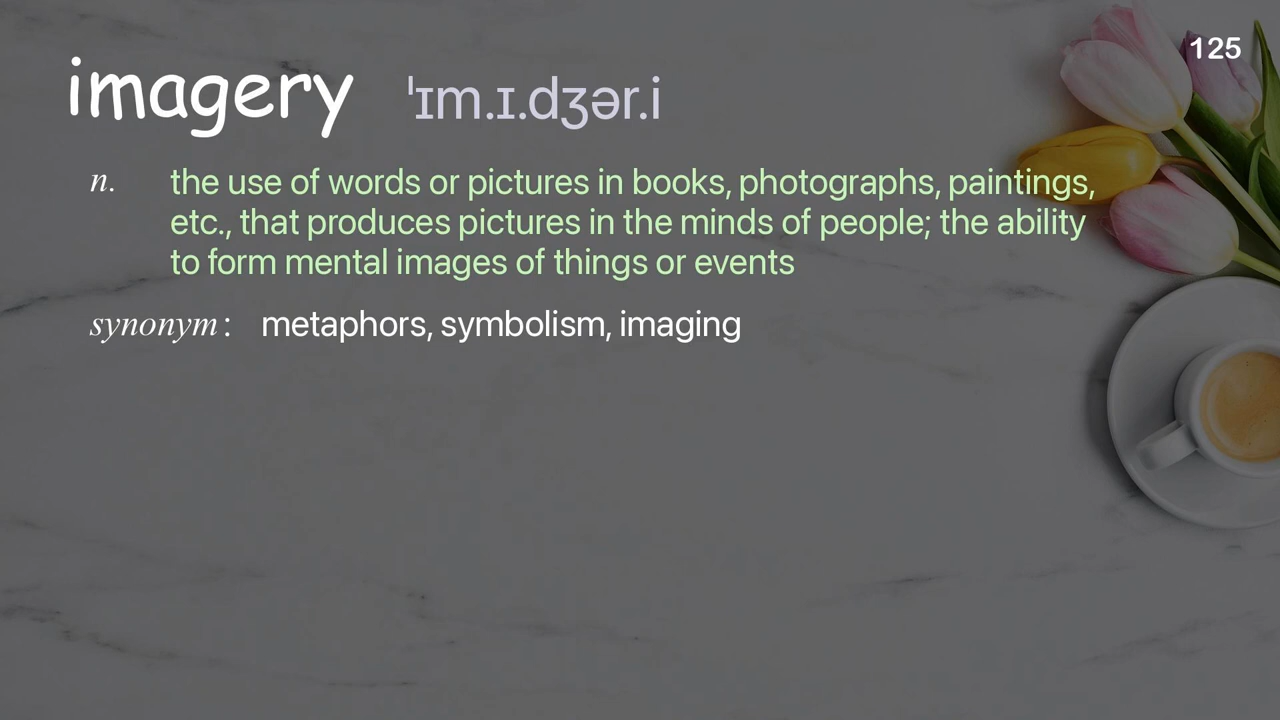 125
imagery ˈɪm.ɪ.dʒər.i
n. the use of words or pictures in books, photographs, paintings,
etc., that produces pictures in the minds of people; the ability
to form mental images of things or events
synonym: metaphors, symbolism, imaging